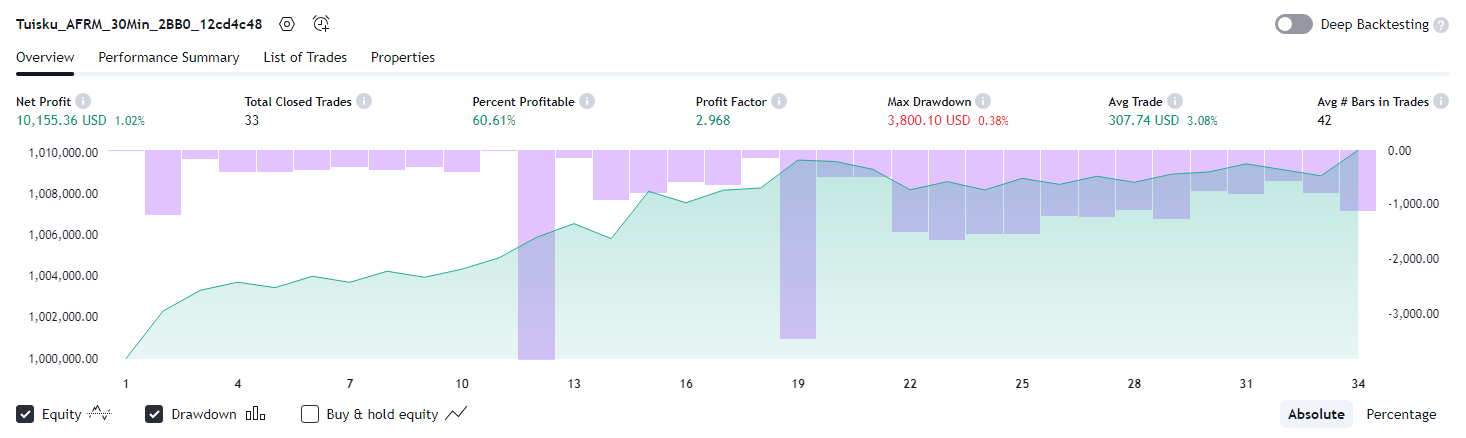 Tuisku_AFRM_30Min_2BB0_12cd4c48 Deep Backtesting ?
Overview Performance Summary List of Trades Properties
Net Profit i Total Closed Trades i Percent Profitable i Profit Factor i Max Drawdown i Avg Trade i Avg # Bars in Trades i
10,155.36 USD 1.02% 33 60.61% 2.968 3,800.10 USD 0.38% 307.74 USD 3.08% 42
1,010,000.00 0.00
1,008,000.00 -1,000.00
1,006,000.00 -2,000.00
1,004,000.00
1,002,000.00 -3,000.00
1,000,000.00
1 4 7 10 13 16 19 22 25 28 31 34
Equity Drawdown Buy & hold equity Absolute Percentage